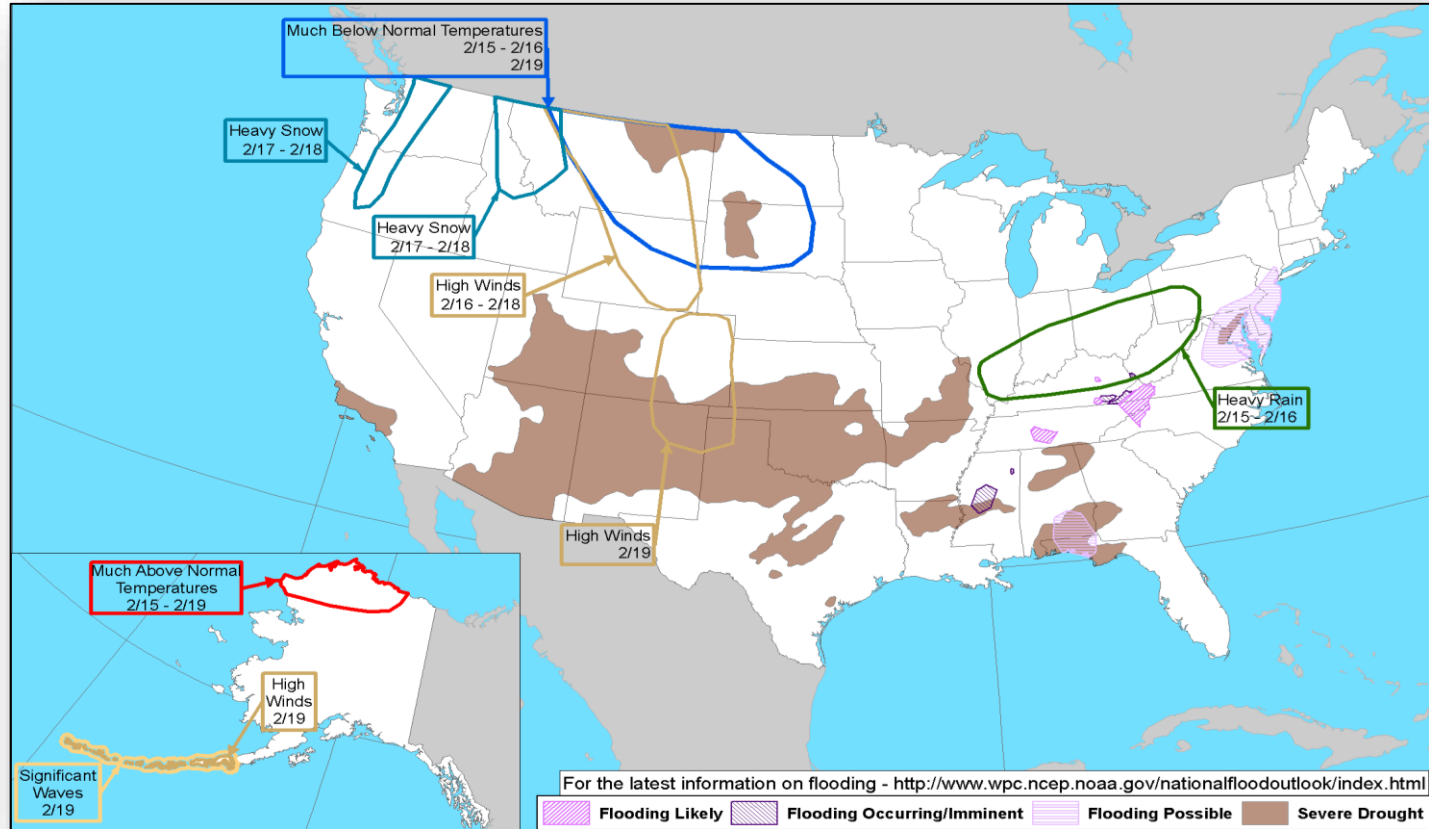 Much Below Normal Temperatures
2/15 - 2/16
2/19
Heavy Snow
2/17 - 2/18
Heavy Snow
2/17 - 2/18
High Winds
2/16 - 2/18
Heavy Rain
2/15 - 2/16
High Winds
2/19
Much Above Normal
Temperatures
2/15 - 2/19
High
Winds
2/19
Significant
Waves
2/19
For the latest information on flooding - http://www.wpc.ncep.noaa.gov/nationalfloodoutlook/index.html
Flooding Likely Flooding Occurring/Imminent Flooding Possible Severe Drought